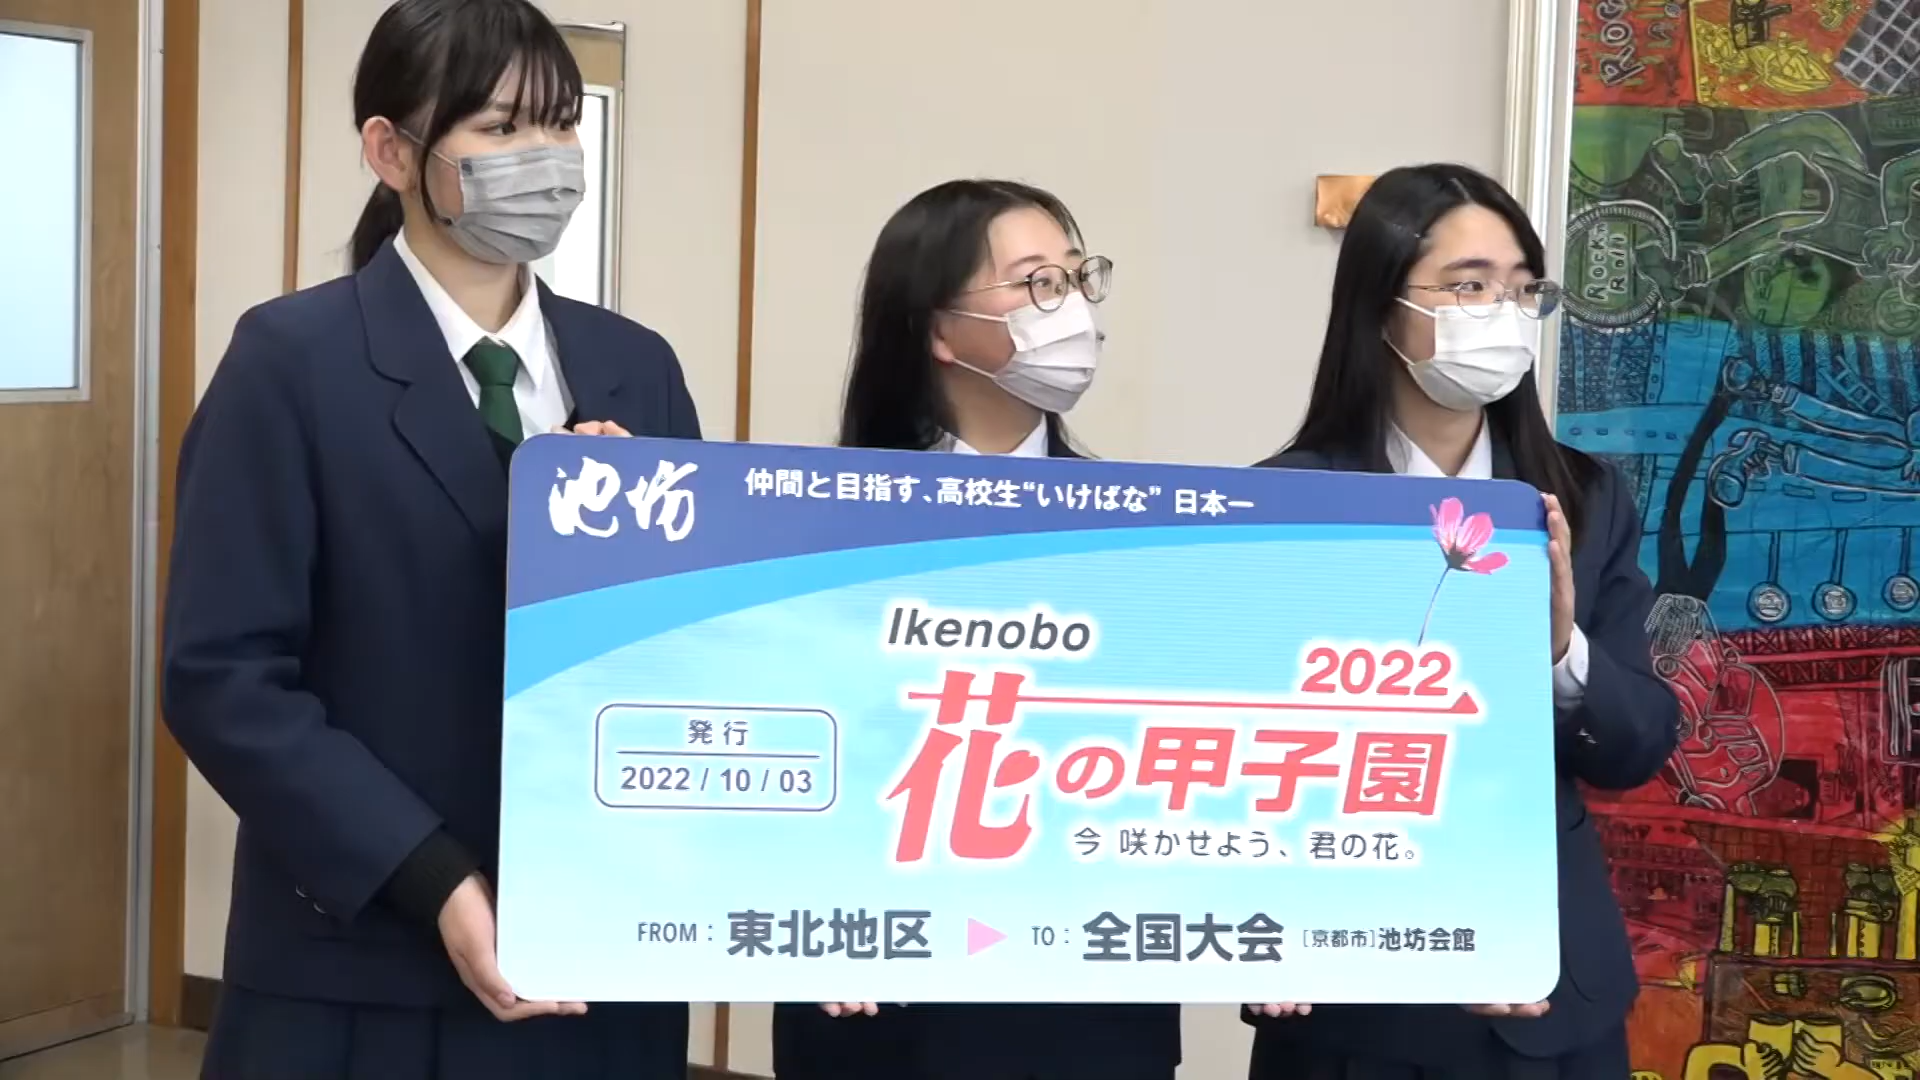 池坊
仲間と目指す、高校生“いけばな” 日本一
Ikenobo
2022
花の甲子園
今 咲かせよう、君の花。
発行
2022 / 10 / 03
FROM : 東北地区 ▶ TO : 全国大会 [京都市]池坊会館
Rock n
Roll